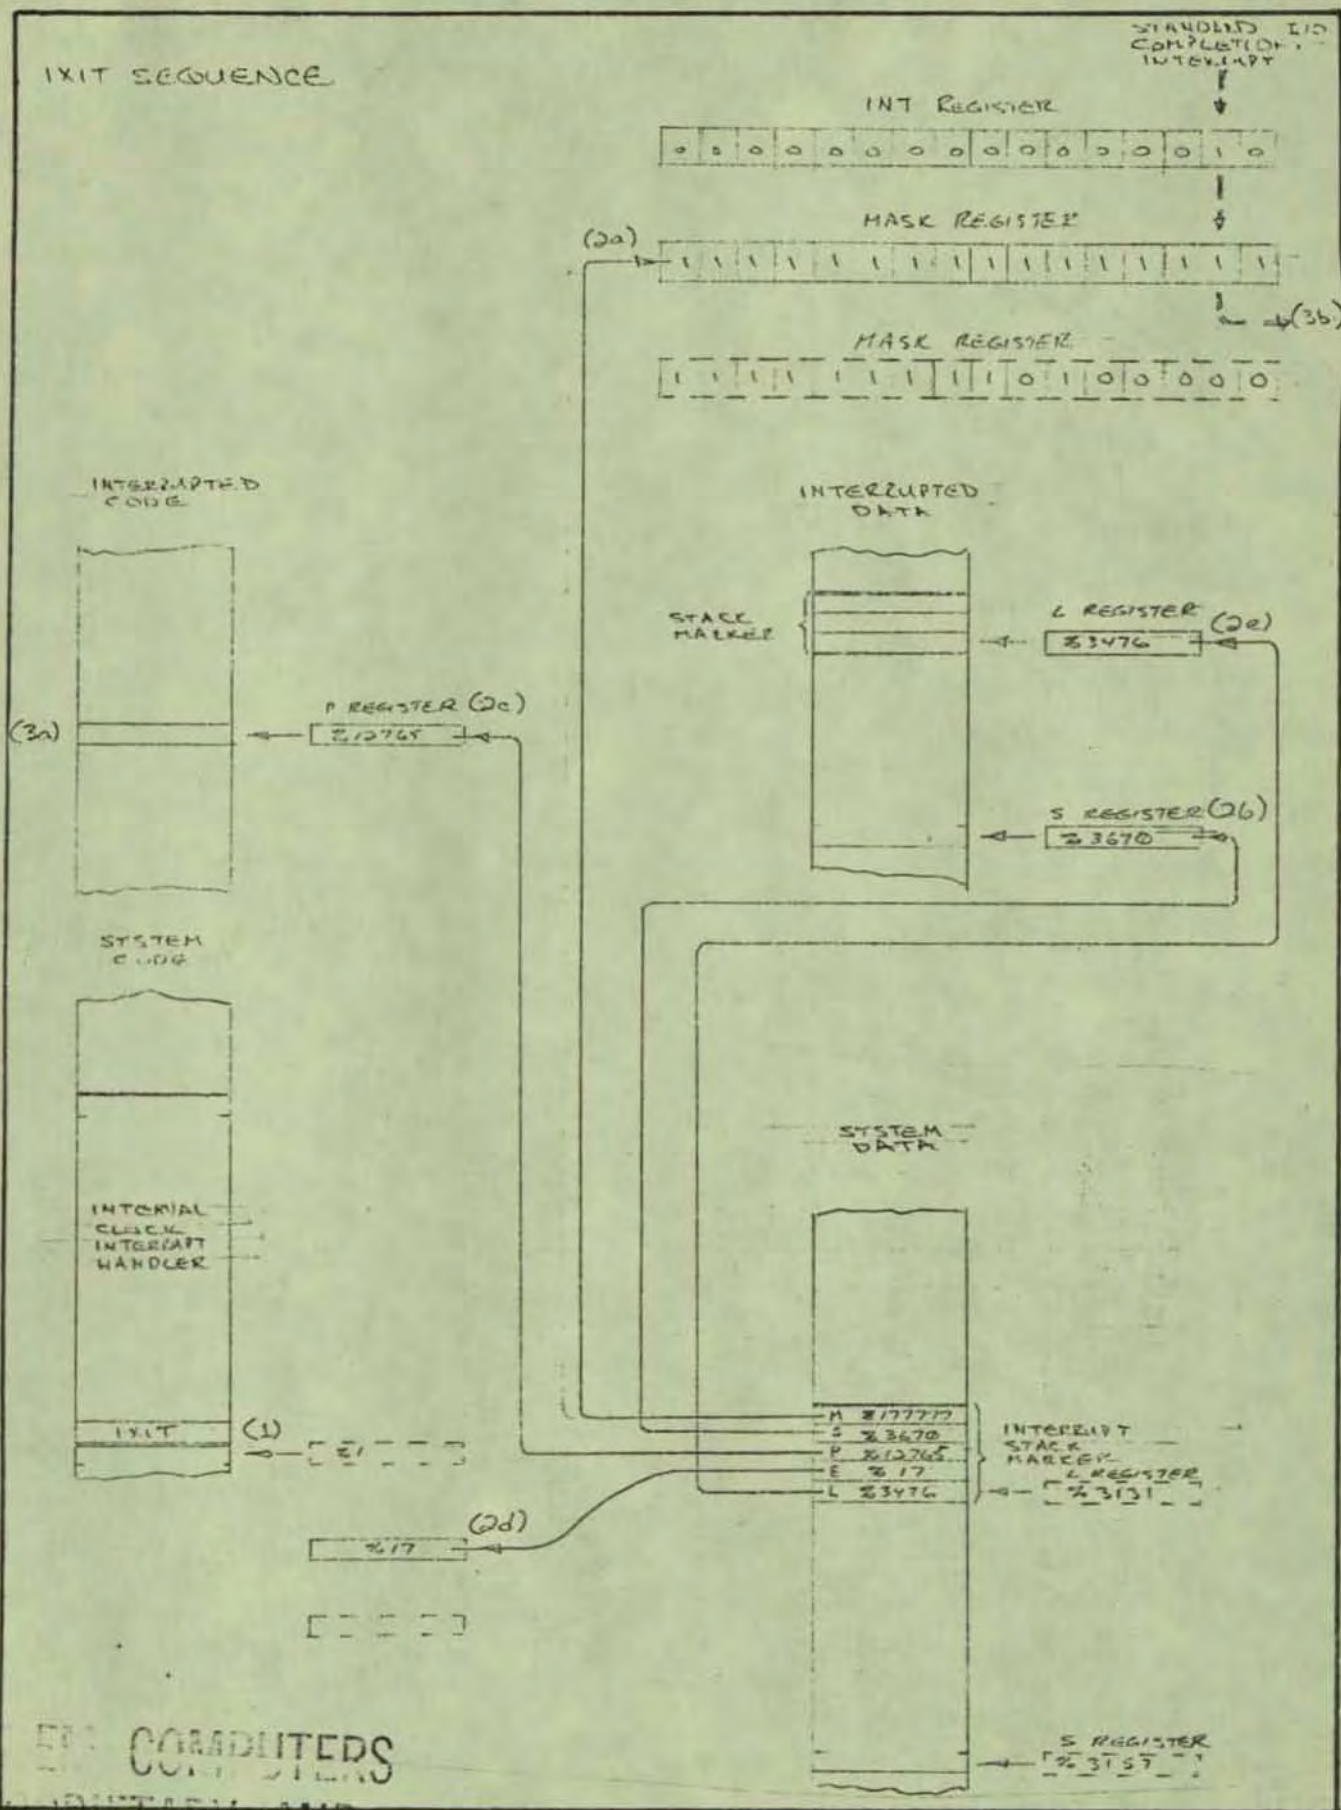 IXIT SEQUENCE
STANDARD I/O
COMPLETION
INTERRUPT
INT REGISTER
0 0 0 0 0 0 0 0 0 0 0 0 0 0 1 0
(2a)
MASK REGISTER
1 1 1 1 1 1 1 1 1 1 1 1 1 1 1 1
(3b)
MASK REGISTER
1 1 1 1 1 1 1 1 1 0 1 0 0 0 0 0
INTERRUPTED
CODE
INTERRUPTED
DATA
STACK
MARKER
L REGISTER (2e)
%3476
(3a)
P REGISTER (2c)
%12765
S REGISTER (2b)
%3670
SYSTEM
CODE
SYSTEM
DATA
INTERVAL
CLOCK
INTERRUPT
HANDLER
IXIT (1)
M %177777
S %3670
P %12765
E %17
L %3476
INTERRUPT
STACK
MARKER
L REGISTER
%3131
(2d)
%17
S REGISTER
%3157
COMPUTERS
AND